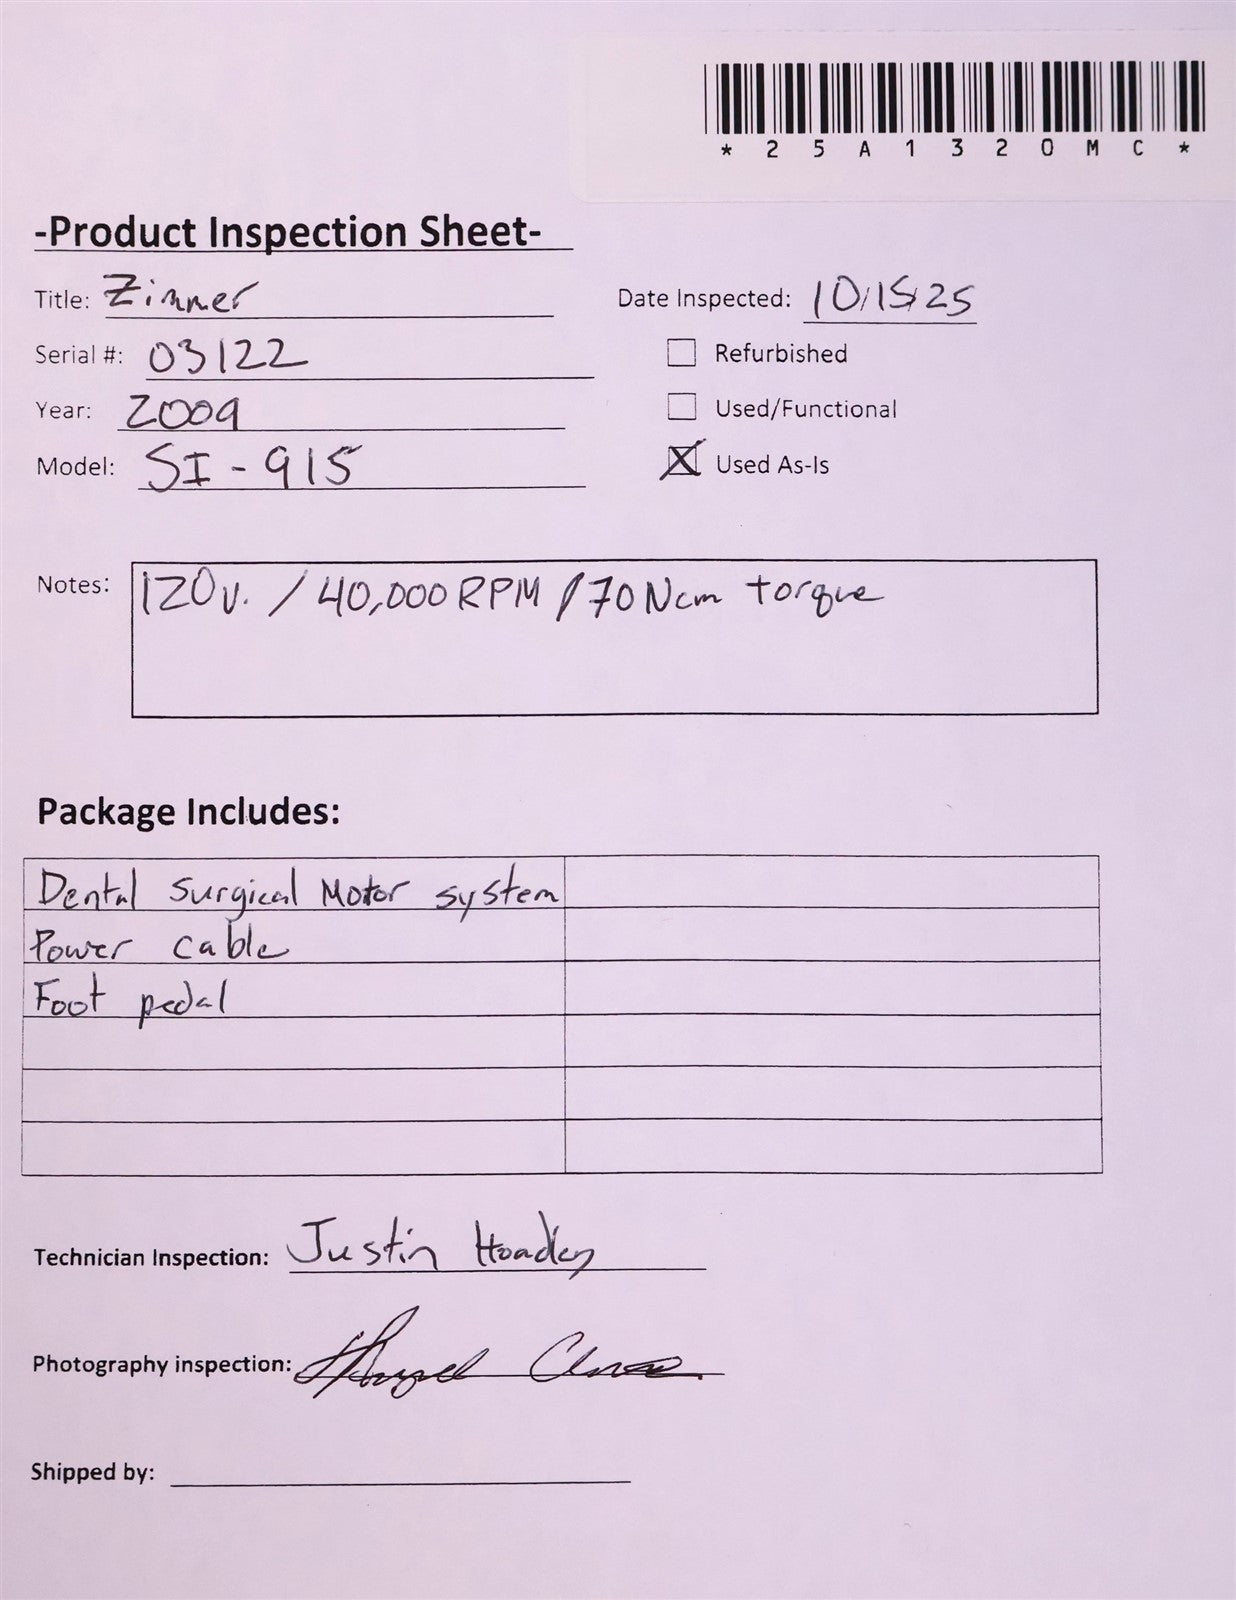 *25A1320MC*
-Product Inspection Sheet-
Title: Zimmer
Date Inspected: 10/15/25
Serial #: 03122
Refurbished
Year: 2009
Used/Functional
Model: SI-915
Used As-Is
Notes: 120v. / 40,000 RPM / 70 Ncm torque
Package Includes:
Dental Surgical Motor system
Power cable
Foot pedal
Technician Inspection: Justin Hoadley
Photography inspection:
Shipped by: